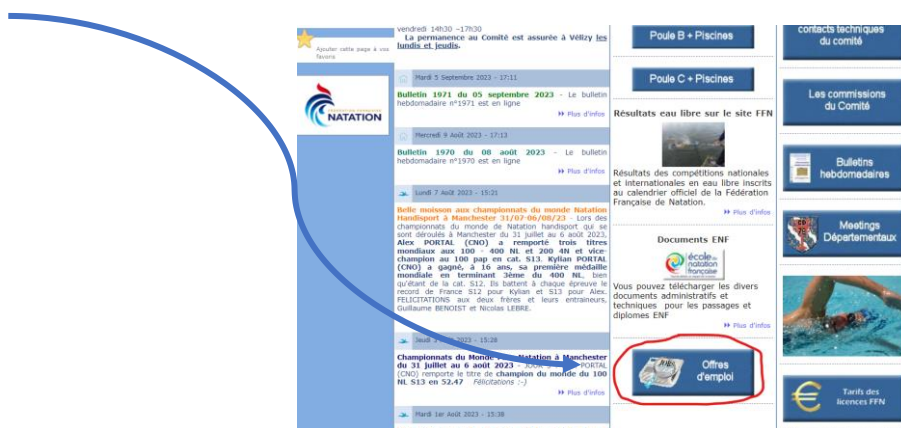 Ajouter cette page à vos
favoris
NATATION
vendredi 14h30 –17h30
La permanence au Comité est assurée à Vélizy les
lundis et jeudis.
Mardi 5 Septembre 2023 - 17:11
Bulletin 1971 du 05 septembre 2023 - Le bulletin
hebdomadaire n°1971 est en ligne
Plus d'infos
Mercredi 9 Août 2023 - 17:13
Bulletin 1970 du 08 août 2023 - Le bulletin
hebdomadaire n°1970 est en ligne
Plus d'infos
Lundi 7 Août 2023 - 15:21
Belle moisson aux championnats du monde Natation
Handisport à Manchester 31/07-06/08/23 - Lors des
championnats du monde de Natation handisport qui se
sont déroulés à Manchester du 31 juillet au 6 août 2023,
Alex PORTAL (CNO) a remporté trois titres
mondiaux aux 100 - 400 NL et 200 4N et vice-
champion au 100 pap en cat. S13. Kylian PORTAL
(CNO) a gagné, à 16 ans, sa première médaille
mondiale en terminant 3ème du 400 NL, bien
qu'étant de la cat. S12. Ils battent à chaque épreuve le
record de France S12 pour Kylian et S13 pour Alex.
FELICITATIONS aux deux frères et leurs entraineurs,
Guillaume BENOIST et Nicolas LEBRE.
Jeudi 2023 - 15:28
Championnats du Monde Natation à Manchester
du 31 juillet au 6 août 2023 - PORTAL
(CNO) remporte le titre de champion du monde du 100
NL S13 en 52.47 Félicitations :-)
Plus d'infos
Mardi 1er Août 2023 - 15:38
Poule B + Piscines
Poule C + Piscines
Résultats eau libre sur le site FFN
Résultats des compétitions nationales
et internationales en eau libre inscrits
au calendrier officiel de la Fédération
Française de Natation.
Plus d'infos
Documents ENF
école de
natation
française
Vous pouvez télécharger les divers
documents administratifs et
techniques pour les passages et
diplomes ENF
Plus d'infos
JOBS
Offres
d'emploi
contacts techniques
du comité
Les commissions
du Comité
Bulletins
hebdomadaires
Meetings
Départementaux
Tarifs des
licences FFN